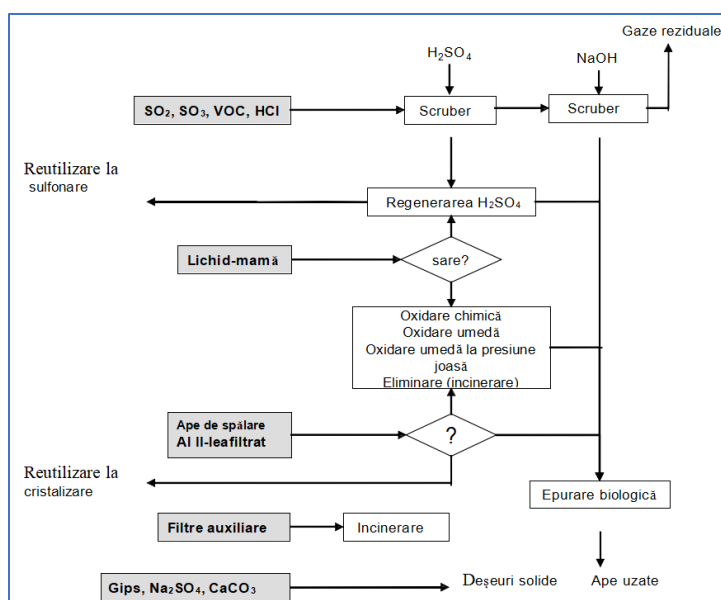 Gaze reziduale
H₂SO₄
NaOH
SO₂, SO₃, VOC, HCl
Scruber
Scruber
Reutilizare la
sulfonare
Regenerarea H₂SO₄
Lichid-mamă
sare?
Oxidare chimică
Oxidare umedă
Oxidare umedă la presiune
joasă
Eliminare (incinerare)
Ape de spălare
Al II-leafiltrat
?
Reutilizare la
cristalizare
Epurare biologică
Filtre auxiliare
Incinerare
Gips, Na₂SO₄, CaCO₃
Deșeuri solide
Ape uzate